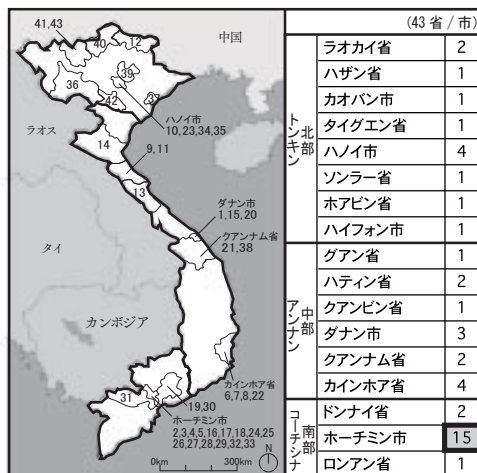 41,43
40
12
中国
39
36
42
ハノイ市
10,23,34,35
ラオス
14
9,11
13
ダナン市
1,15,20
クアンナム省
21,38
タイ
カンボジア
カインホア省
6,7,8,22
31
19,30
ホーチミン市
2,3,4,5,16,17,18,24,25
26,27,28,29,32,33
0km 300km
N
(43 省 / 市)
北部
トンキン
ラオカイ省 2
ハザン省 1
カオバン市 1
タイグエン省 1
ハノイ市 4
ソンラー省 1
ホアビン省 1
ハイフォン市 1
中部
アンナン
グアン省 1
ハティン省 2
クアンビン省 1
ダナン市 3
クアンナム省 2
カインホア省 4
南部
コーチシナ
ドンナイ省 2
ホーチミン市 15
ロンアン省 1